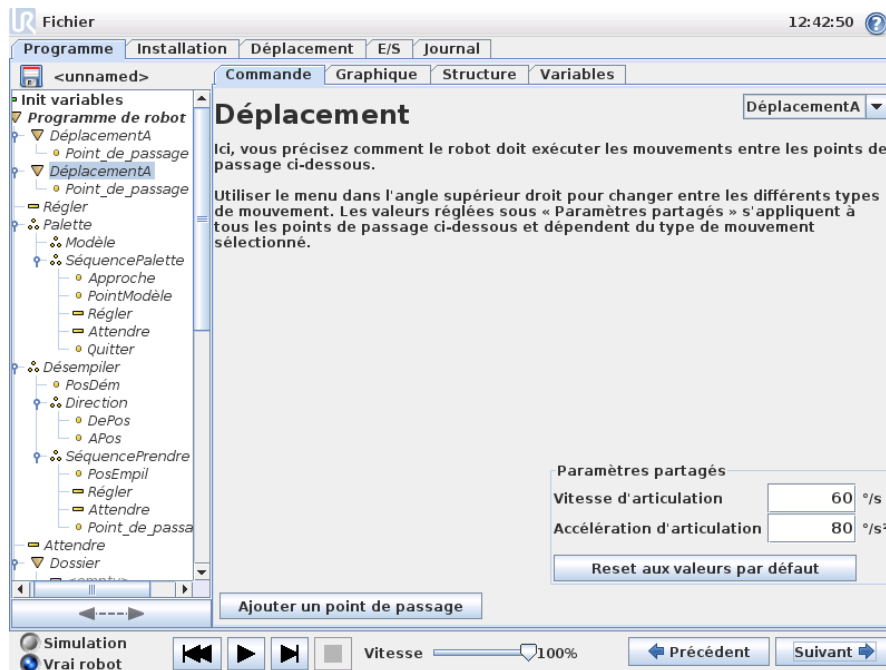 UR Fichier 12:42:50 ?
Programme Installation Déplacement E/S Journal
<unnamed>
Commande Graphique Structure Variables
Init variables
Programme de robot
DéplacementA
Point_de_passage
DéplacementA
Point_de_passage
Régler
Palette
Modèle
SéquencePalette
Approche
PointModèle
Régler
Attendre
Quitter
Désempiler
PosDém
Direction
DePos
APos
SéquencePrendre
PosEmpil
Régler
Attendre
Point_de_passa
Attendre
Dossier
<empty>
Déplacement
DéplacementA
Ici, vous précisez comment le robot doit exécuter les mouvements entre les points de
passage ci-dessous.
Utiliser le menu dans l'angle supérieur droit pour changer entre les différents types
de mouvement. Les valeurs réglées sous « Paramètres partagés » s'appliquent à
tous les points de passage ci-dessous et dépendent du type de mouvement
sélectionné.
Paramètres partagés
Vitesse d'articulation 60 °/s
Accélération d'articulation 80 °/s²
Reset aux valeurs par défaut
Ajouter un point de passage
Simulation
Vrai robot
Vitesse 100%
Précédent Suivant